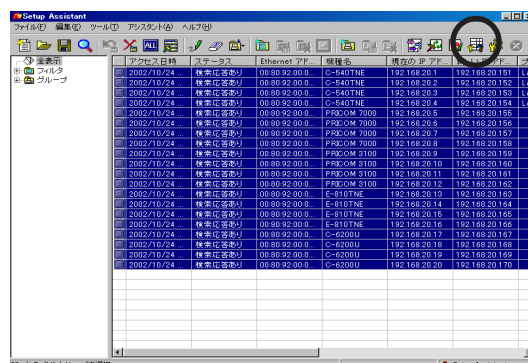 Setup Assistant
ファイル(F) 編集(E) ツール(T) アシスタント(A) ヘルプ(H)
全表示
フィルタ
グループ
アクセス日時 ステータス Ethernet アド... 機種名 現在の IP アド...
2002/10/24 ... 検索応答あり 00:80:92:00:0... C-540TNE 192.168.20.1 192.168.20.151
2002/10/24 ... 検索応答あり 00:80:92:00:0... C-540TNE 192.168.20.2 192.168.20.152
2002/10/24 ... 検索応答あり 00:80:92:00:0... C-540TNE 192.168.20.3 192.168.20.153
2002/10/24 ... 検索応答あり 00:80:92:00:0... C-540TNE 192.168.20.4 192.168.20.154
2002/10/24 ... 検索応答あり 00:80:92:00:0... PRICOM 7000 192.168.20.5 192.168.20.155
2002/10/24 ... 検索応答あり 00:80:92:00:0... PRICOM 7000 192.168.20.6 192.168.20.156
2002/10/24 ... 検索応答あり 00:80:92:00:0... PRICOM 7000 192.168.20.7 192.168.20.157
2002/10/24 ... 検索応答あり 00:80:92:00:0... PRICOM 7000 192.168.20.8 192.168.20.158
2002/10/24 ... 検索応答あり 00:80:92:00:0... PRICOM 3100 192.168.20.9 192.168.20.159
2002/10/24 ... 検索応答あり 00:80:92:00:0... PRICOM 3100 192.168.20.10 192.168.20.160
2002/10/24 ... 検索応答あり 00:80:92:00:0... PRICOM 3100 192.168.20.11 192.168.20.161
2002/10/24 ... 検索応答あり 00:80:92:00:0... PRICOM 3100 192.168.20.12 192.168.20.162
2002/10/24 ... 検索応答あり 00:80:92:00:0... E-810TNE 192.168.20.13 192.168.20.163
2002/10/24 ... 検索応答あり 00:80:92:00:0... E-810TNE 192.168.20.14 192.168.20.164
2002/10/24 ... 検索応答あり 00:80:92:00:0... E-810TNE 192.168.20.15 192.168.20.165
2002/10/24 ... 検索応答あり 00:80:92:00:0... E-810TNE 192.168.20.16 192.168.20.166
2002/10/24 ... 検索応答あり 00:80:92:00:0... C-6200U 192.168.20.17 192.168.20.167
2002/10/24 ... 検索応答あり 00:80:92:00:0... C-6200U 192.168.20.18 192.168.20.168
2002/10/24 ... 検索応答あり 00:80:92:00:0... C-6200U 192.168.20.19 192.168.20.169
2002/10/24 ... 検索応答あり 00:80:92:00:0... C-6200U 192.168.20.20 192.168.20.170